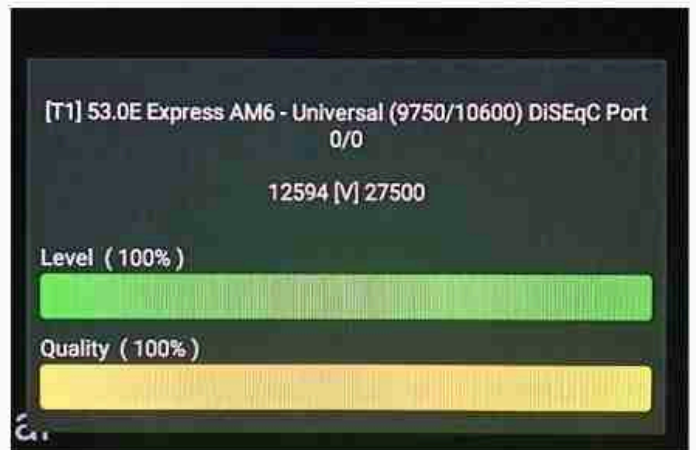 [T1] 53.0E Express AM6 - Universal (9750/10600) DiSEqC Port
0/0
12594 [V] 27500
Level ( 100% )
Quality ( 100% )